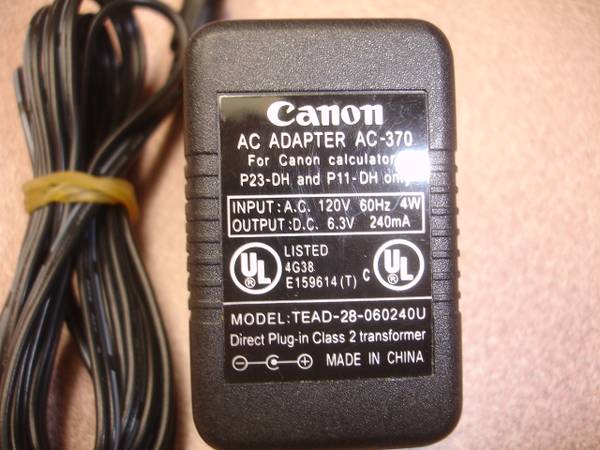 Canon
AC ADAPTER AC-370
For Canon calculator
P23-DH and P11-DH only
INPUT:A.C. 120V 60Hz 4W
OUTPUT:D.C. 6.3V 240mA
UL LISTED
4G38
E159614(T)
C UL
MODEL:TEAD-28-060240U
Direct Plug-in Class 2 transformer
MADE IN CHINA